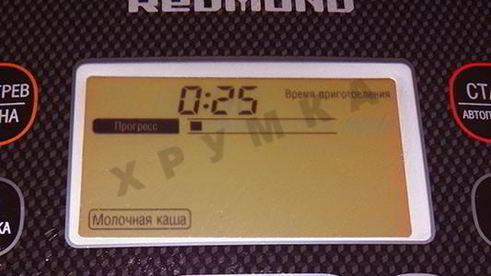 REDMOND
0:25 Время приготовления
Прогресс
ХРУМКА
Молочная каша